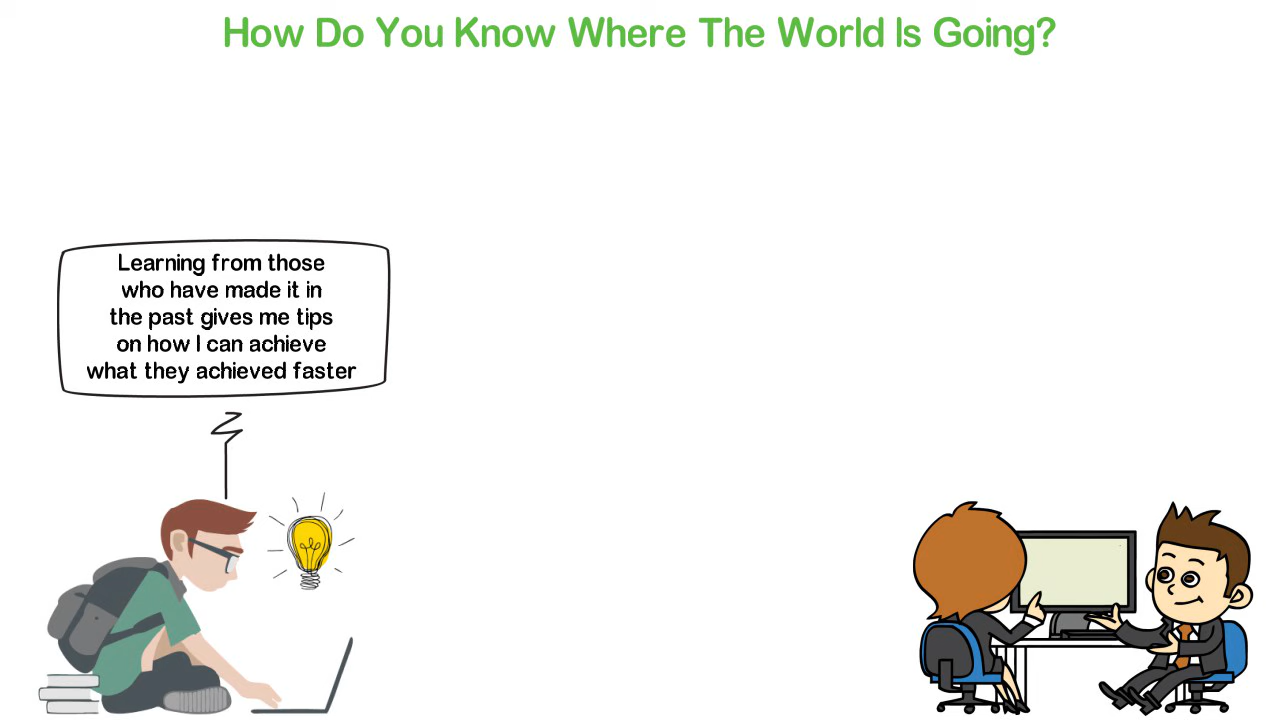 How Do You Know Where The World Is Going?
Learning from those
who have made it in
the past gives me tips
on how I can achieve
what they achieved faster